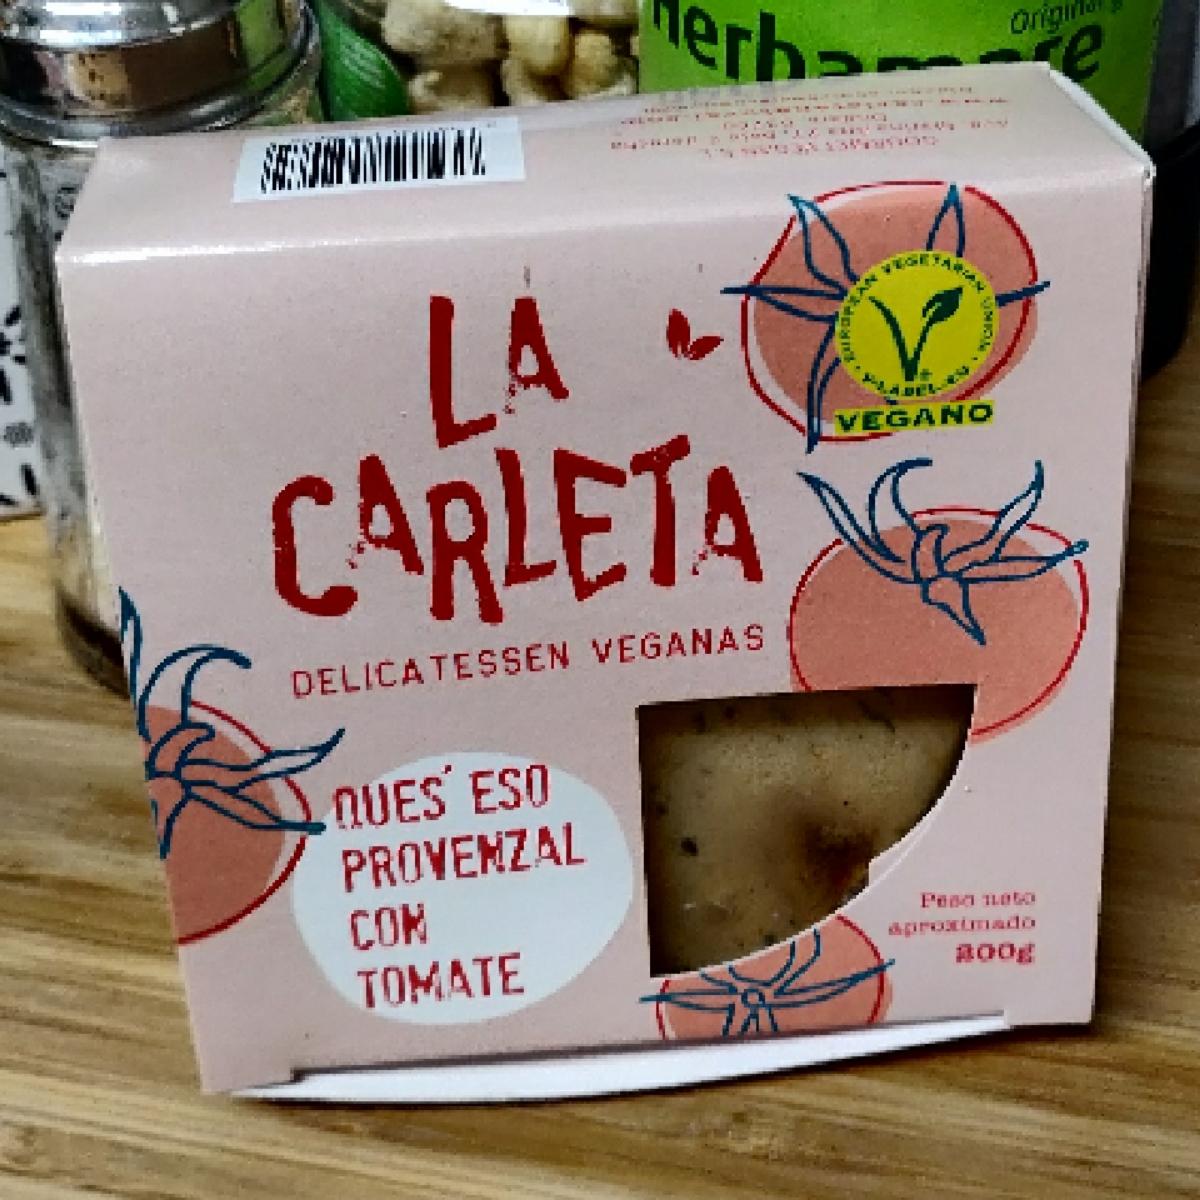 Herbamare
Original
LA
CARLETA
DELICATESSEN VEGANAS
EUROPEAN VEGETARIAN UNION
V-LABEL.EU
VEGANO
QUES´ESO
PROVENZAL
CON
TOMATE
Peso neto
aproximado
200g